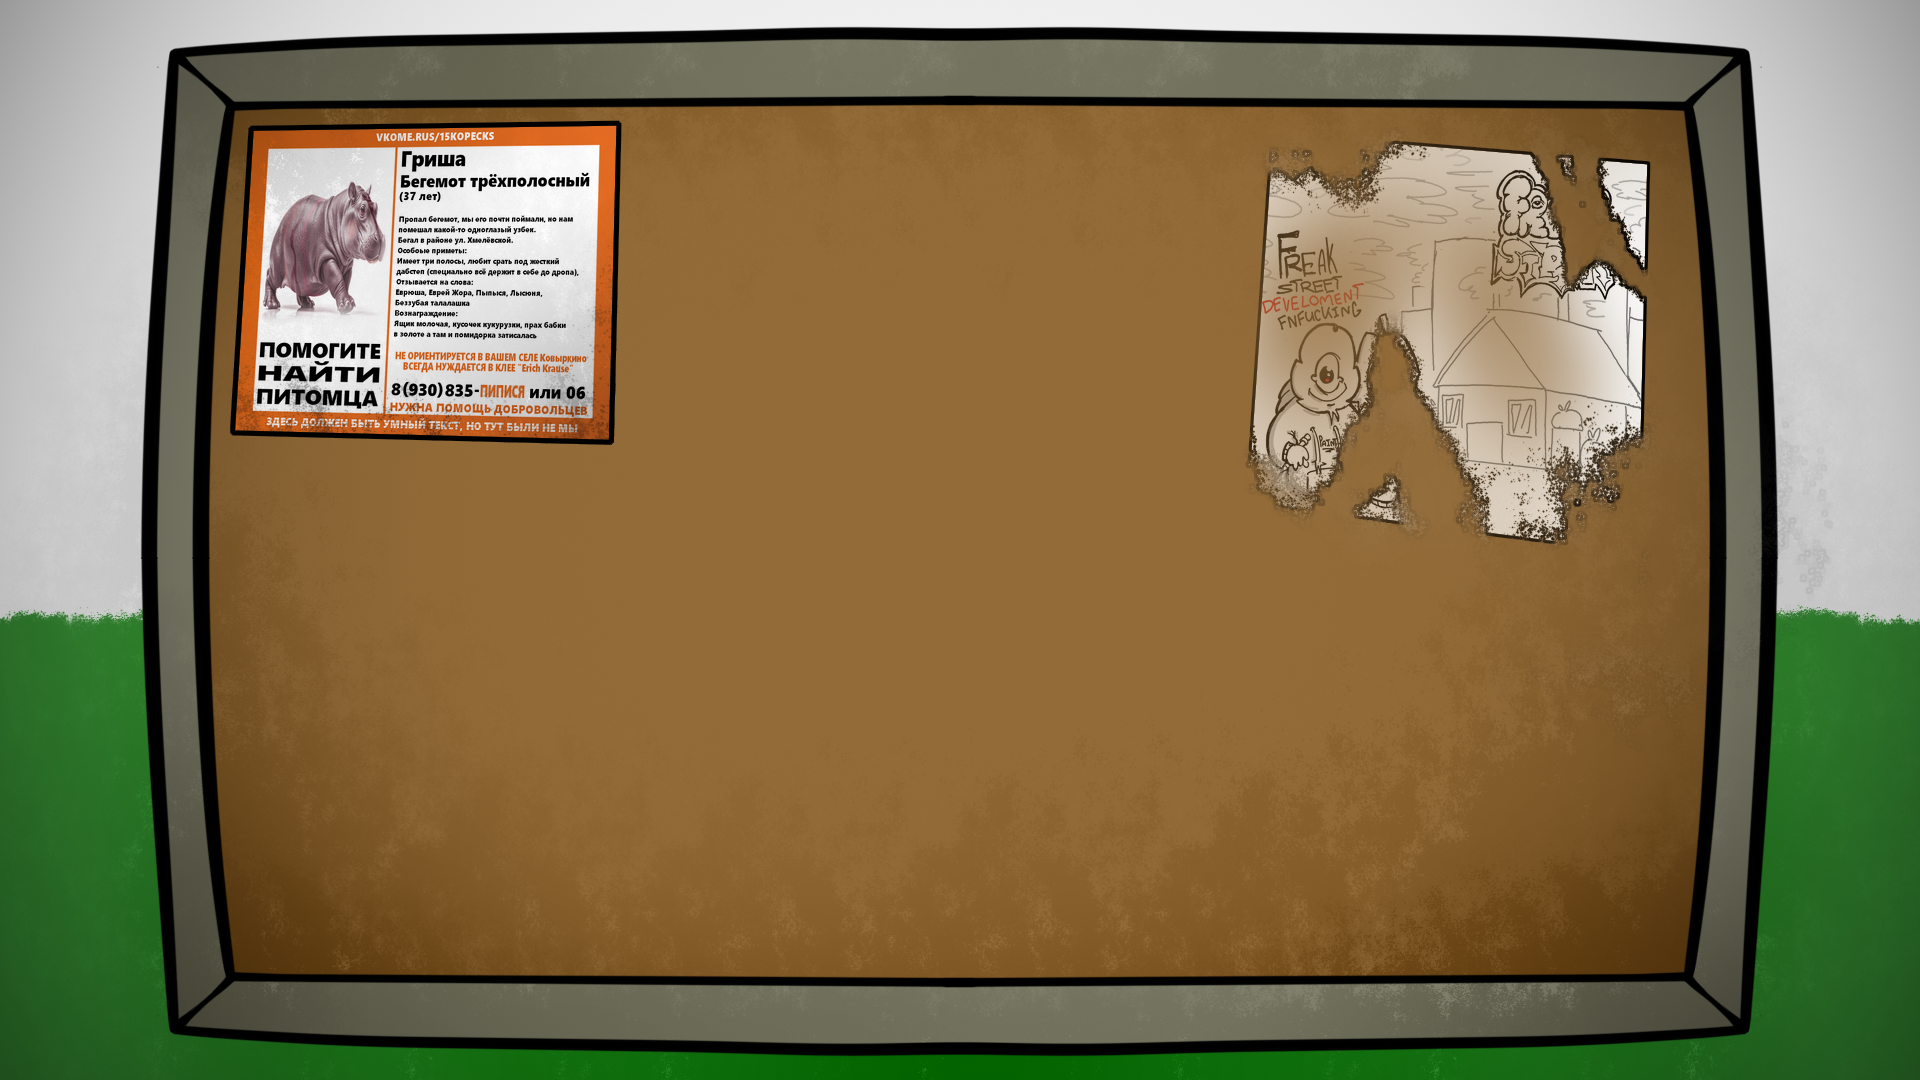 VKOME.RUS/15KOPECKS
Гриша
Бегемот трёхполосный
(37 лет)
Пропал бегемот, мы его почти поймали, но нам
помешал какой-то одноглазый узбек.
Бегал в районе ул. Хмелёвской.
Особоые приметы:
Имеет три полосы, любит срать под жесткий
дабстеп (специально всё держит в себе до дропа),
Отзывается на слова:
Еврюша, Еврей Жора, Пыпыся, Лысюня,
Беззубая талалашка
Вознаграждение:
Ящик молочая, кусочек кукурузки, прах бабки
в золоте а там и помидорка затисалась
ПОМОГИТЕ
НАЙТИ
ПИТОМЦА
НЕ ОРИЕНТИРУЕТСЯ В ВАШЕМ СЕЛЕ Ковыркино
ВСЕГДА НУЖДАЕТСЯ В КЛЕЕ "Erich Krause"
8(930)835-ПИПИСЯ или 06
НУЖНА ПОМОЩЬ ДОБРОВОЛЬЦЕВ
ЗДЕСЬ ДОЛЖЕН БЫТЬ УМНЫЙ ТЕКСТ, НО ТУТ БЫЛИ НЕ МЫ
FREAK
STREET
DEVELOMENT
FNFUCKING
PAINT